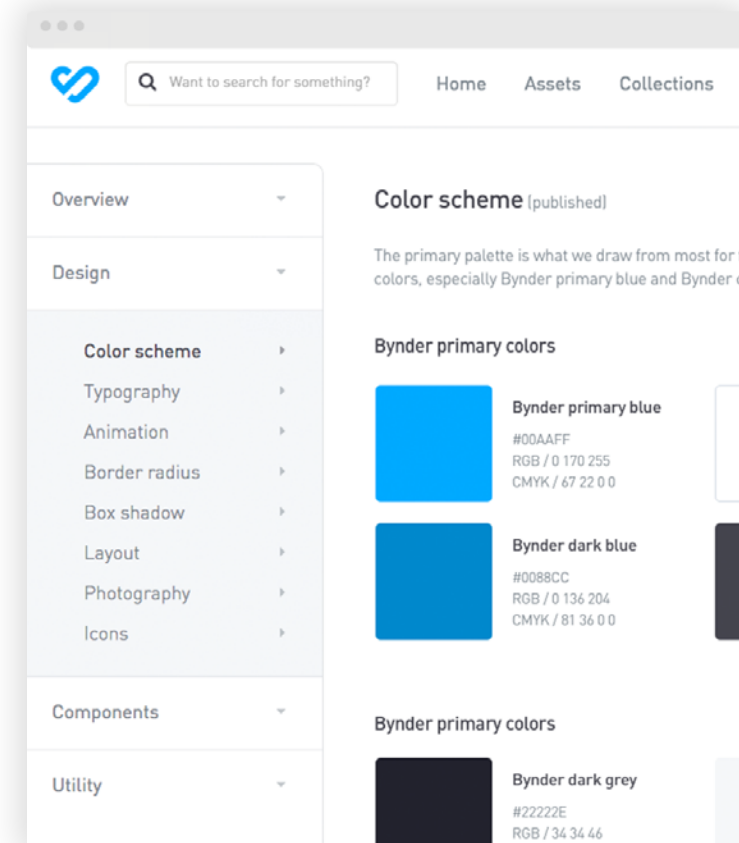 Want to search for something?
Home
Assets
Collections
Overview
Design
Color scheme
Typography
Animation
Border radius
Box shadow
Layout
Photography
Icons
Components
Utility
Color scheme (published)
The primary palette is what we draw from most for
colors, especially Bynder primary blue and Bynder
Bynder primary colors
Bynder primary blue
#00AAFF
RGB / 0 170 255
CMYK / 67 22 0 0
Bynder dark blue
#0088CC
RGB / 0 136 204
CMYK / 81 36 0 0
Bynder primary colors
Bynder dark grey
#22222E
RGB / 34 34 46